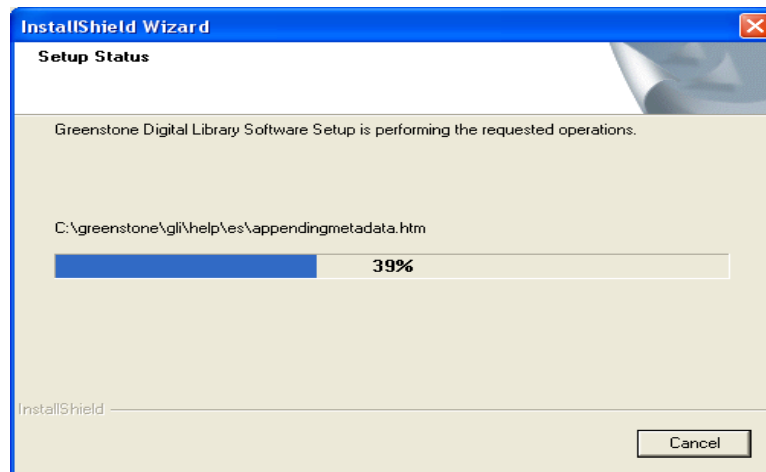 InstallShield Wizard
Setup Status
Greenstone Digital Library Software Setup is performing the requested operations.
C:\greenstone\gli\help\es\appendingmetadata.htm
39%
InstallShield
Cancel